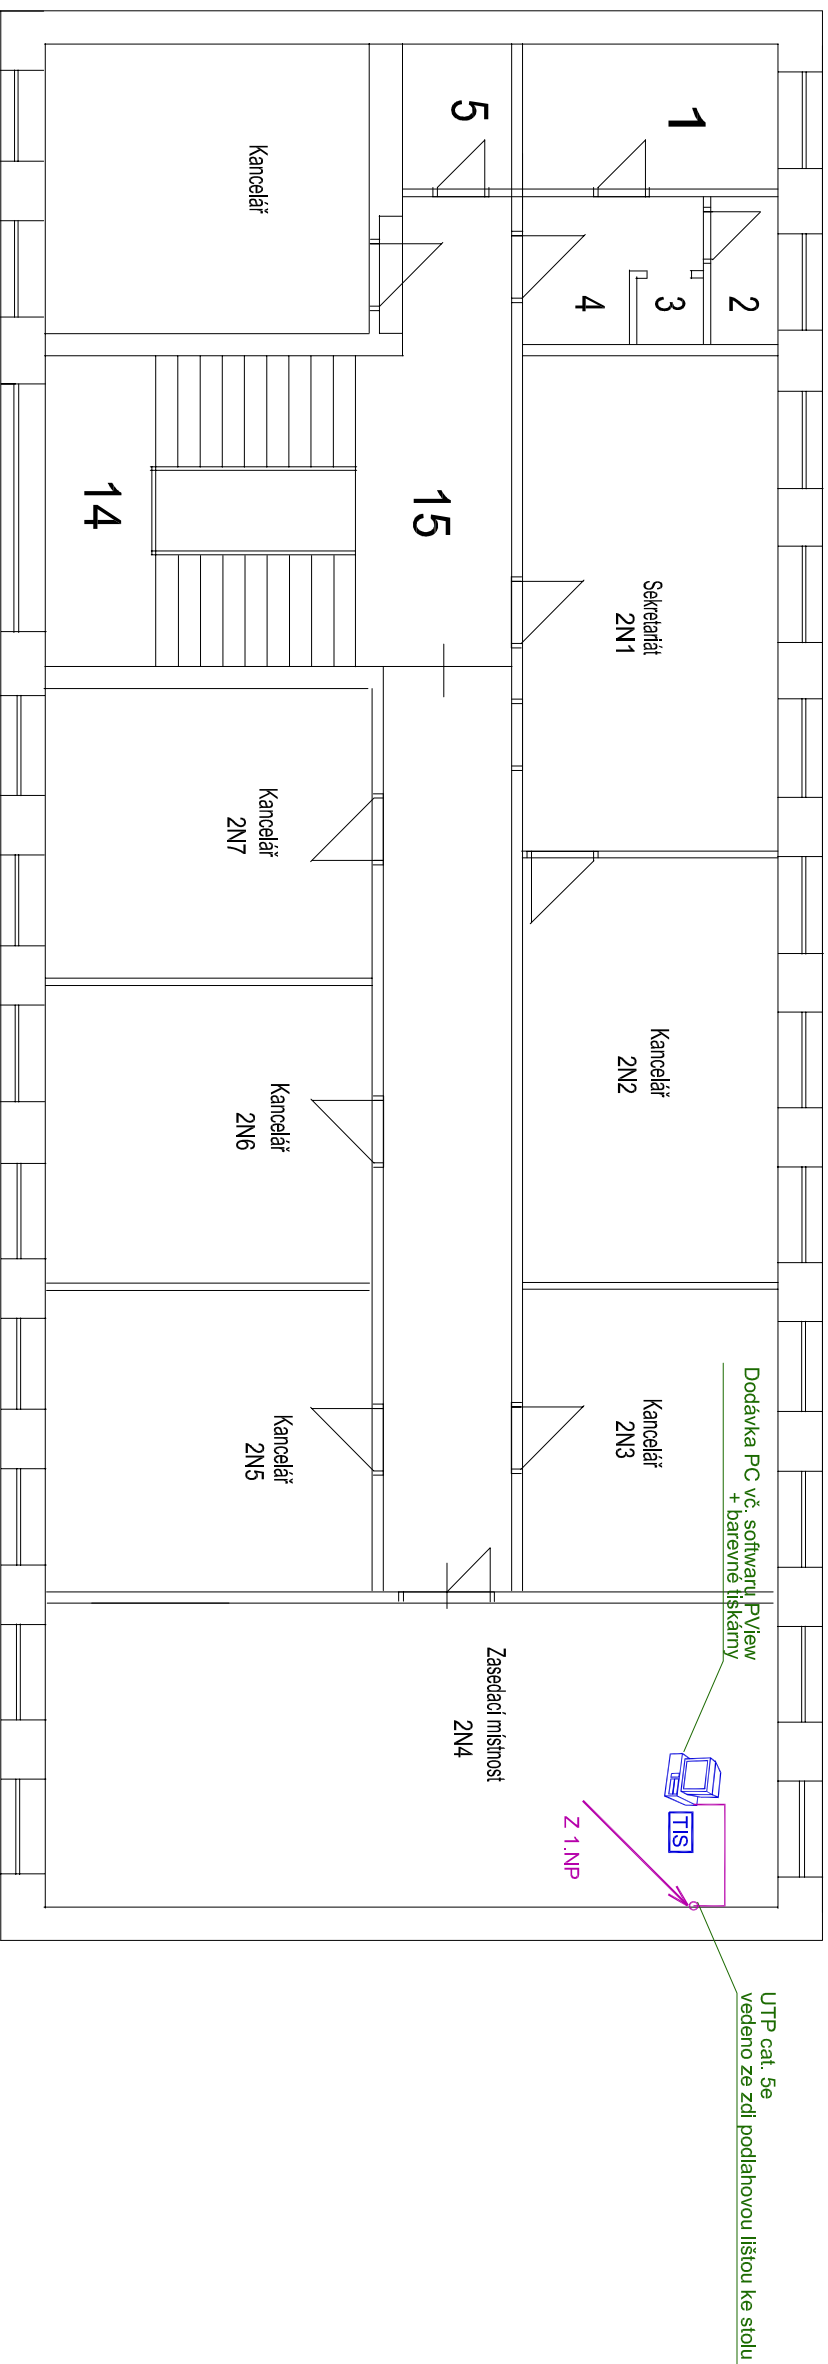 1
5
2
3
4
Kancelář
14
15
Sekretariát
2N1
Kancelář
2N7
Kancelář
2N2
Kancelář
2N6
Kancelář
2N3
Kancelář
2N5
Dodávka PC vč. softwaru PView
+ barevné tiskárny
Zasedací místnost
2N4
TIS
Z 1.NP
UTP cat. 5e
vedeno ze zdi podlahovou lištou ke stolu